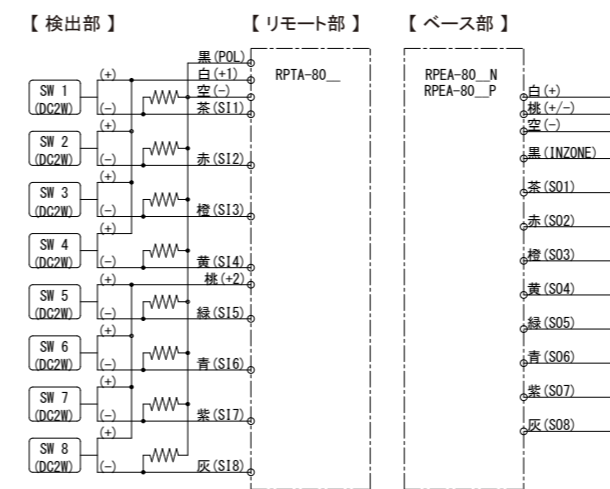 【 検出部 】
【 リモート部 】
【 ベース部 】
黒(POL)
白(+1)
空(-)
茶(SI1)
赤(SI2)
橙(SI3)
黄(SI4)
桃(+2)
緑(SI5)
青(SI6)
紫(SI7)
灰(SI8)
SW 1
(DC2W)
(+)
(-)
SW 2
(DC2W)
(+)
(-)
SW 3
(DC2W)
(+)
(-)
SW 4
(DC2W)
(+)
(-)
SW 5
(DC2W)
(+)
(-)
SW 6
(DC2W)
(+)
(-)
SW 7
(DC2W)
(+)
(-)
SW 8
(DC2W)
(+)
(-)
RPTA-80__
RPEA-80__N
RPEA-80__P
白(+)
桃(+/-)
空(-)
黒(INZONE)
茶(SO1)
赤(SO2)
橙(SO3)
黄(SO4)
緑(SO5)
青(SO6)
紫(SO7)
灰(SO8)